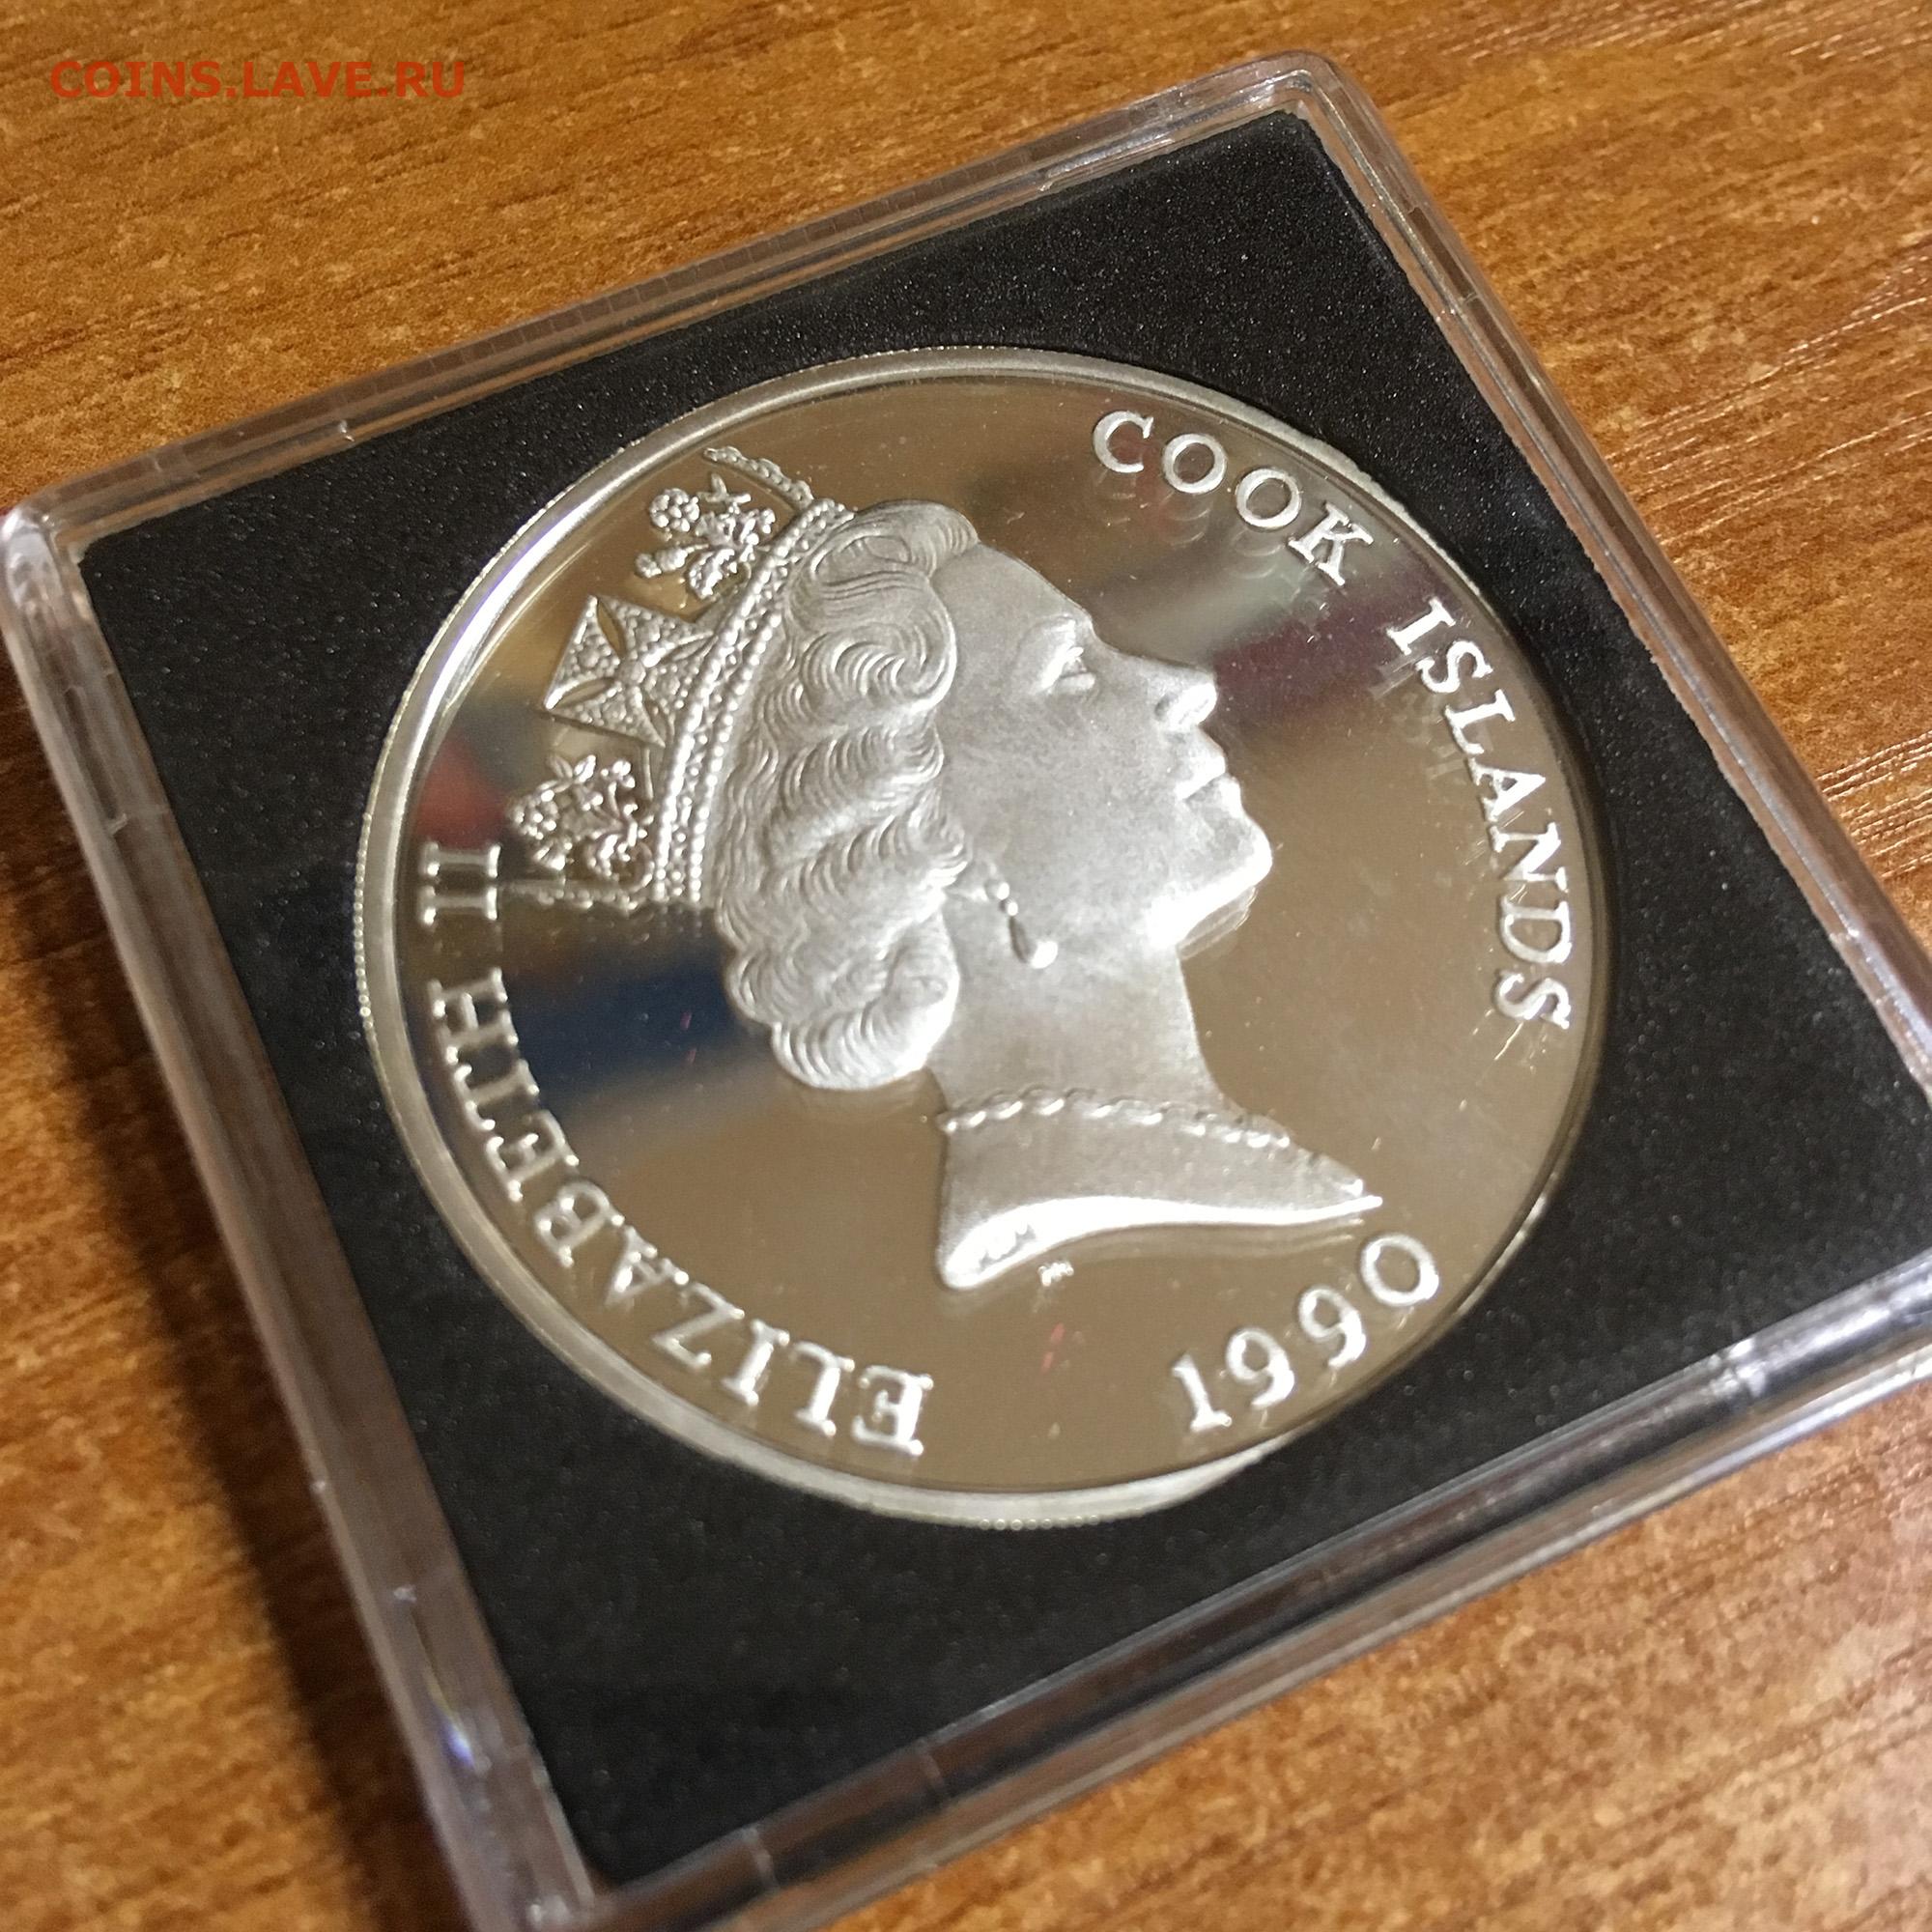 COINS.LAVE.RU
ELIZABETH II
COOK ISLANDS
1990